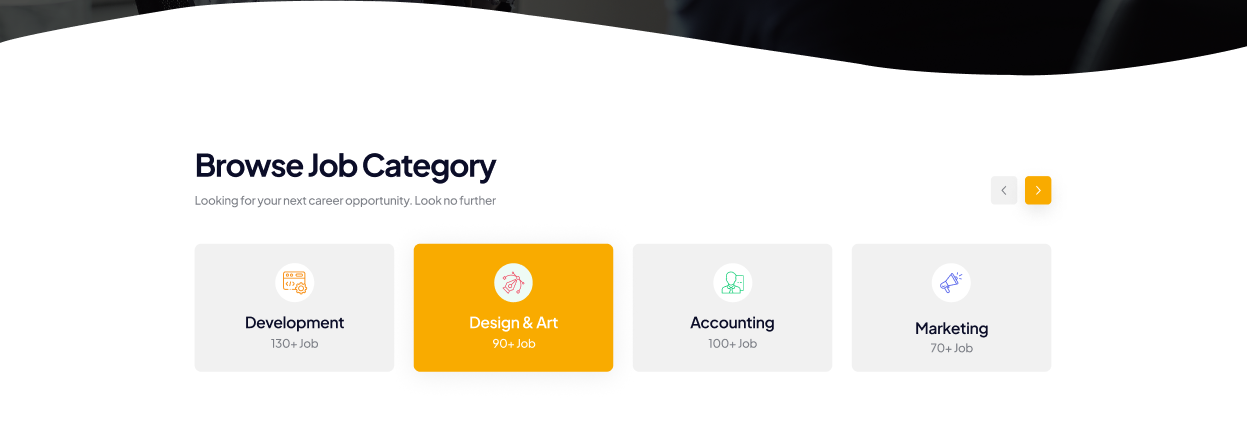 Browse Job Category
Looking for your next career opportunity. Look no further
Development
130+ Job
Design & Art
90+ Job
Accounting
100+ Job
Marketing
70+ Job